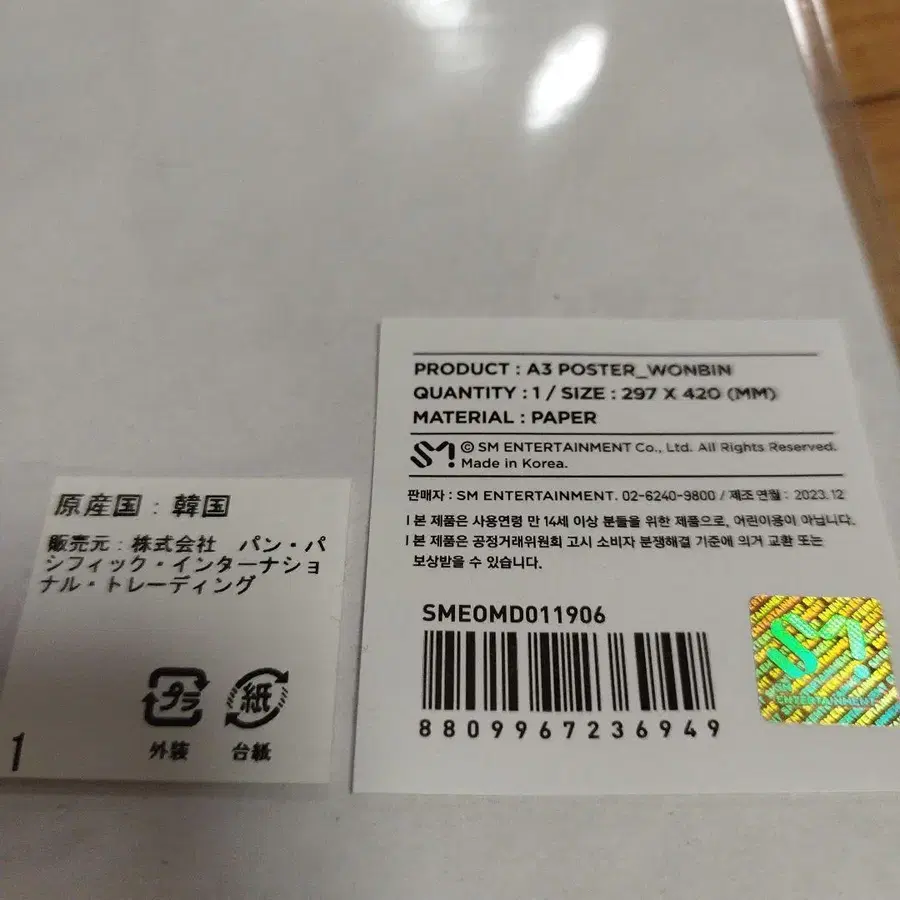 PRODUCT : A3 POSTER_WONBIN
QUANTITY : 1 / SIZE : 297 X 420 (MM)
MATERIAL : PAPER
SM! © SM ENTERTAINMENT Co., Ltd. All Rights Reserved.
Made in Korea.
판매자 : SM ENTERTAINMENT. 02-6240-9800 / 제조 연월 : 2023.12
l 본 제품은 사용연령 만 14세 이상 분들을 위한 제품으로, 어린이용이 아닙니다.
l 본 제품은 공정거래위원회 고시 소비자 분쟁해결 기준에 의거 교환 또는
보상받을 수 있습니다.
SMEOMD011906
8809967236949
SM!
SM
ENTERTAINMENT
原産国：韓国
販売元：株式会社　パン・パ
シフィック・インターナショ
ナル・トレーディング
プラ 紙
外装 台紙
1